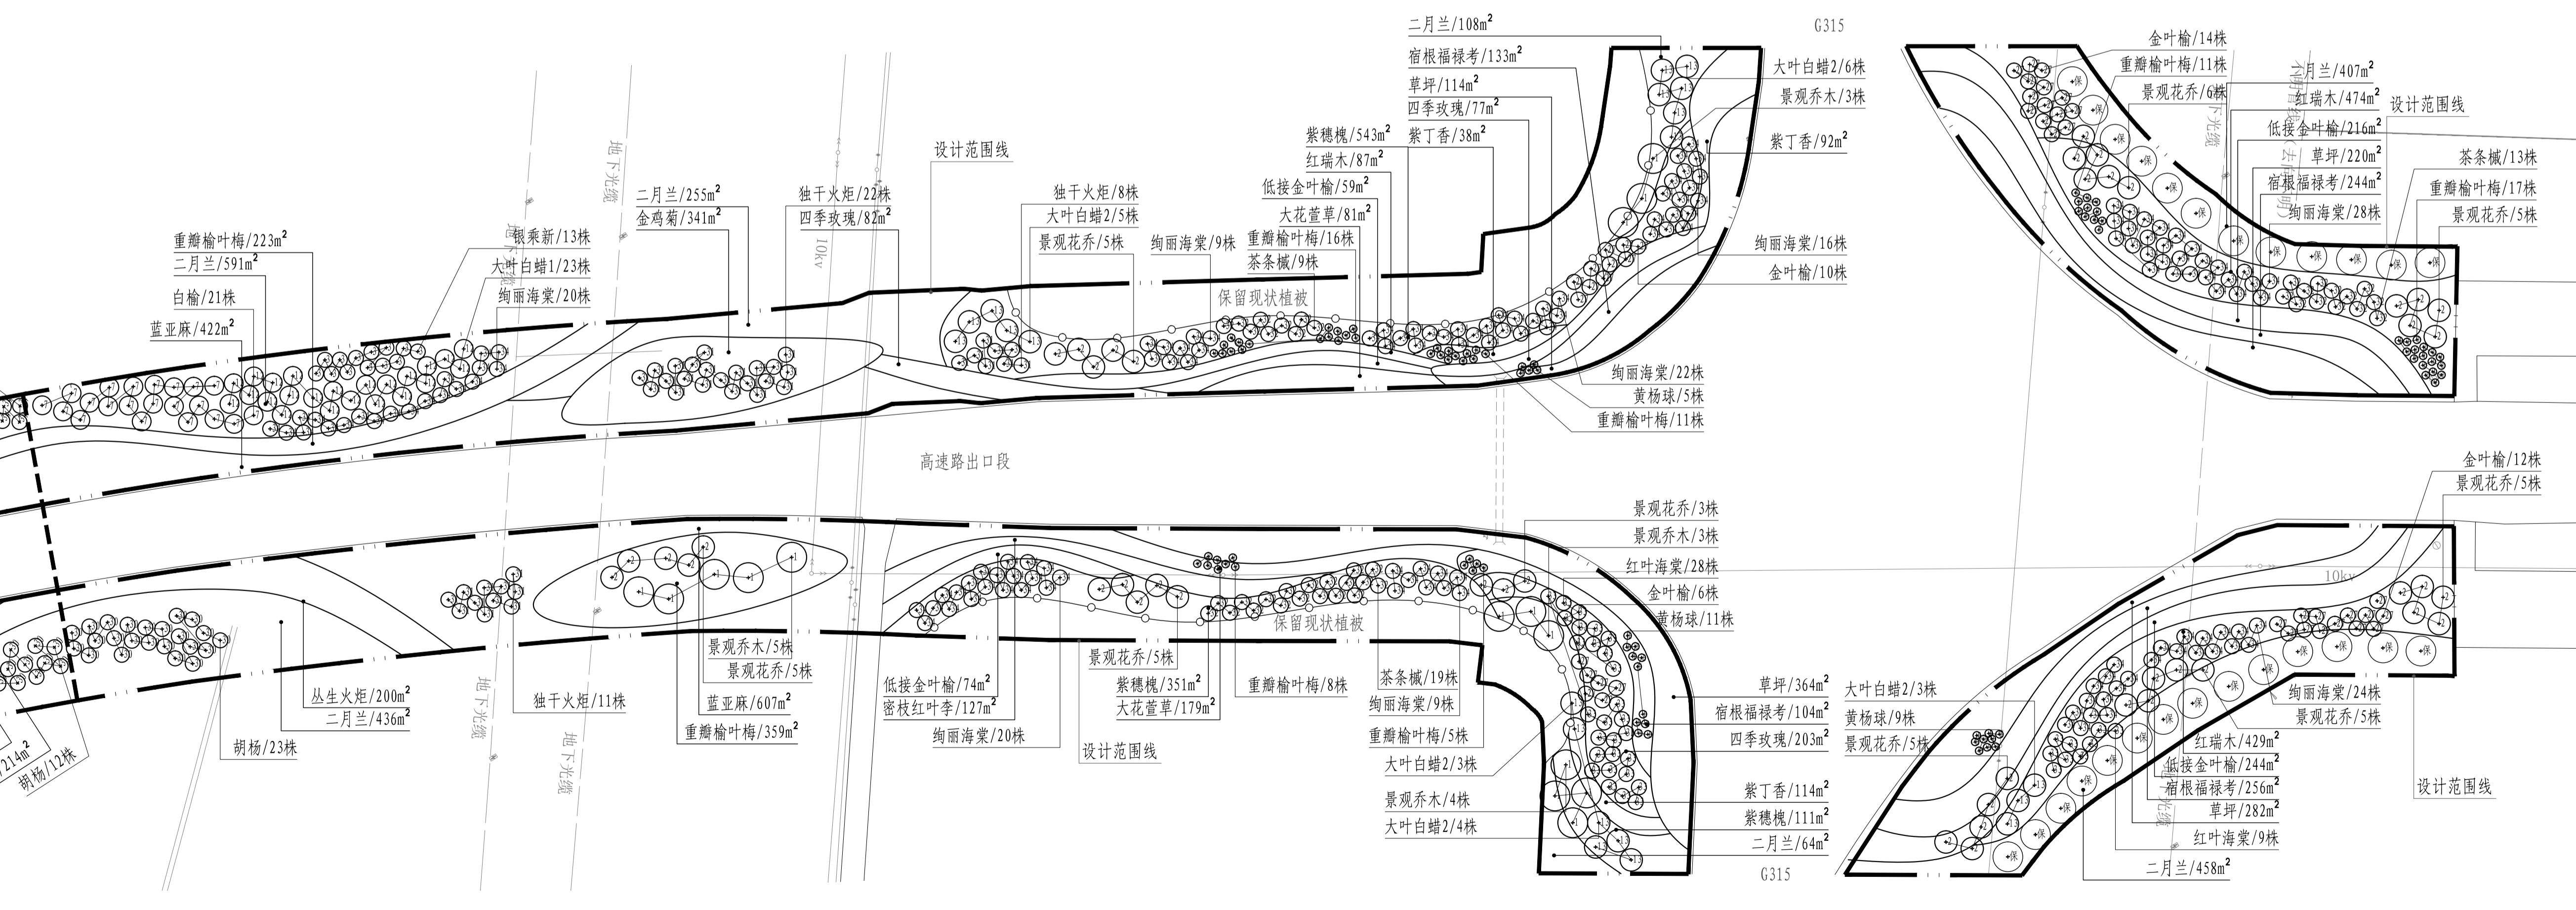 二月兰/108m²
宿根福禄考/133m²
草坪/114m²
四季玫瑰/77m²
紫穗槐/543m²
紫丁香/38m²
红瑞木/87m²
低接金叶榆/59m²
大花萱草/81m²
重瓣榆叶梅/16株
茶条槭/9株
G315
大叶白蜡2/6株
景观乔木/3株
紫丁香/92m²
绚丽海棠/16株
金叶榆/10株
绚丽海棠/22株
黄杨球/5株
重瓣榆叶梅/11株
金叶榆/14株
重瓣榆叶梅/11株
景观花乔/6株
月兰/407m²
红瑞木/474m²
设计范围线
低接金叶榆/216m²
草坪/220m²
宿根福禄考/244m²
绚丽海棠/28株
茶条槭/13株
重瓣榆叶梅/17株
景观花乔/5株
设计范围线
独干火炬/8株
大叶白蜡2/5株
景观花乔/5株
绚丽海棠/9株
保留现状植被
二月兰/255m²
金鸡菊/341m²
独干火炬/22株
四季玫瑰/82m²
地下光缆
地下光缆
10kv
重瓣榆叶梅/223m²
二月兰/591m²
白榆/21株
蓝亚麻/422m²
银乘新/13株
大叶白蜡1/23株
绚丽海棠/20株
高速路出口段
金叶榆/12株
景观花乔/5株
景观花乔/3株
景观乔木/3株
红叶海棠/28株
金叶榆/6株
黄杨球/11株
10kv
保留现状植被
景观乔木/5株
景观花乔/5株
蓝亚麻/607m²
重瓣榆叶梅/359m²
低接金叶榆/74m²
密枝红叶李/127m²
绚丽海棠/20株
景观花乔/5株
紫穗槐/351m²
大花萱草/179m²
重瓣榆叶梅/8株
设计范围线
茶条槭/19株
绚丽海棠/9株
重瓣榆叶梅/5株
大叶白蜡2/3株
景观乔木/4株
大叶白蜡2/4株
草坪/364m²
宿根福禄考/104m²
四季玫瑰/203m²
紫丁香/114m²
紫穗槐/111m²
二月兰/64m²
G315
大叶白蜡2/3株
黄杨球/9株
景观花乔/5株
绚丽海棠/24株
景观花乔/5株
红瑞木/429m²
低接金叶榆/244m²
宿根福禄考/256m²
草坪/282m²
红叶海棠/9株
二月兰/458m²
设计范围线
丛生火炬/200m²
二月兰/436m²
胡杨/23株
独干火炬/11株
地下光缆
地下光缆
/214m²
胡杨/12株